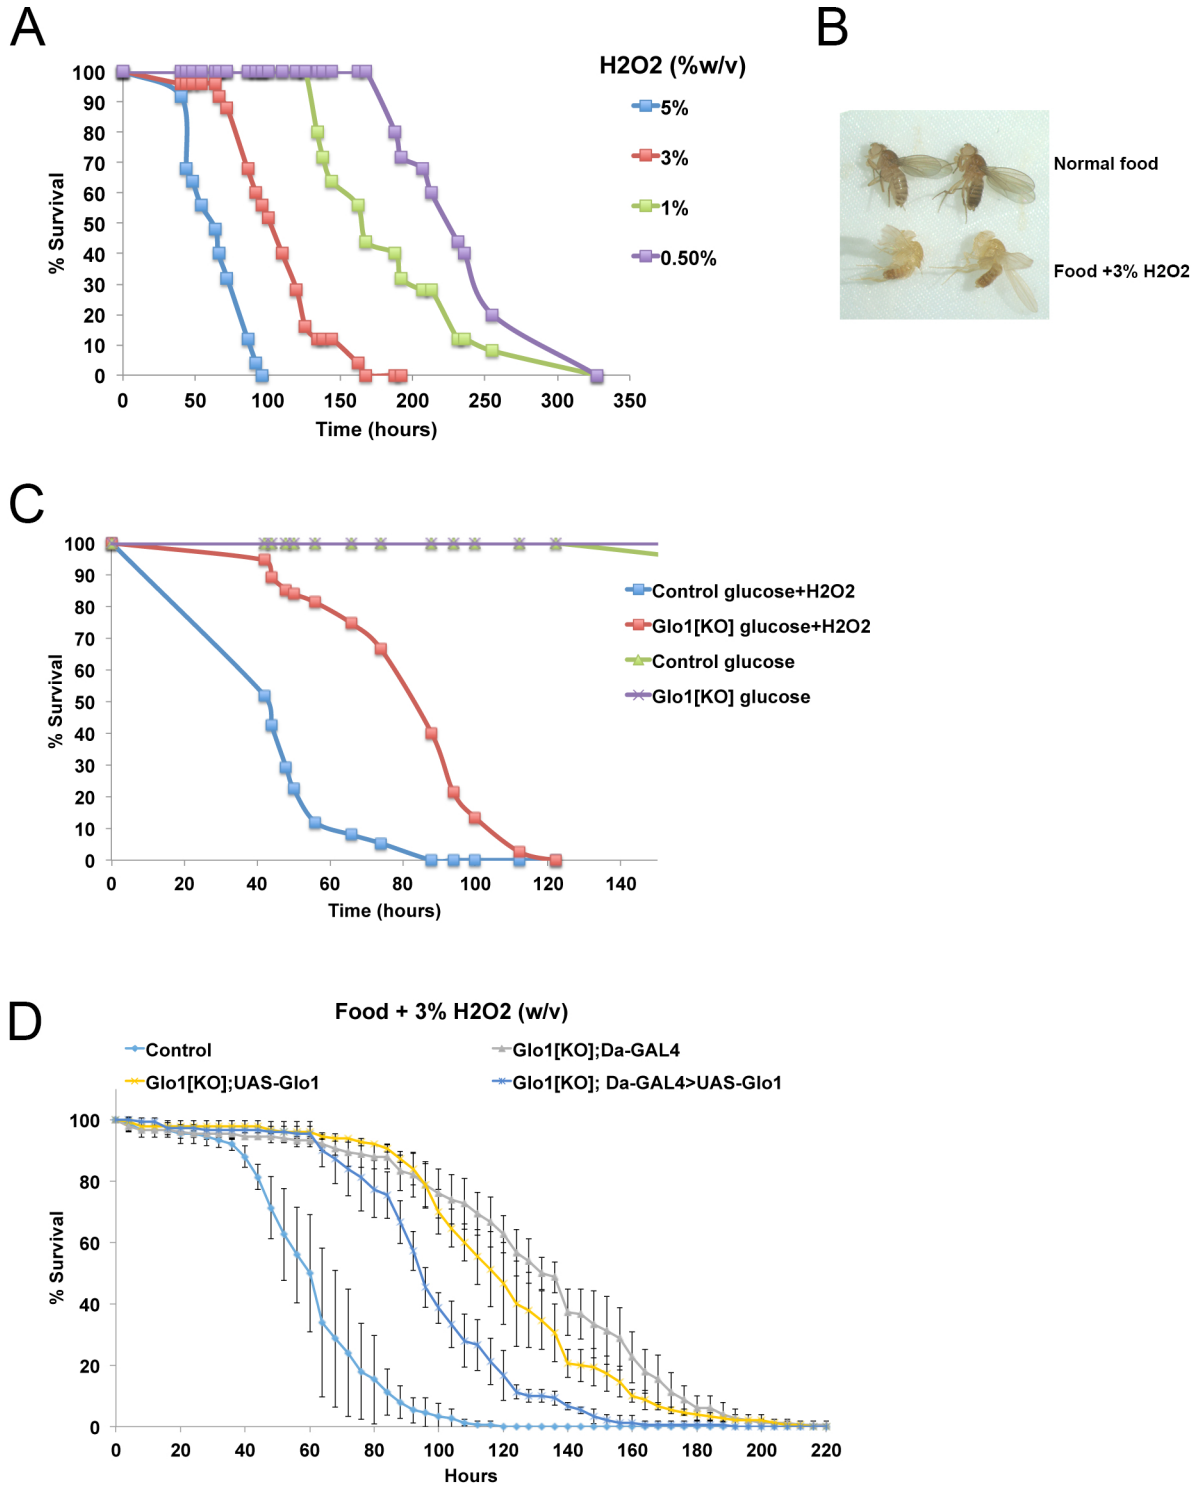 A
H2O2 (%w/v)
100
90
80
70
60
50
40
30
20
10
0
% Survival
5%
3%
1%
0.50%
0 50 100 150 200 250 300 350
Time (hours)
B
Normal food
Food +3% H2O2
C
100
90
80
70
60
50
40
30
20
10
0
% Survival
Control glucose+H2O2
Glo1[KO] glucose+H2O2
Control glucose
Glo1[KO] glucose
0 20 40 60 80 100 120 140
Time (hours)
D
Food + 3% H2O2 (w/v)
Control
Glo1[KO];Da-GAL4
Glo1[KO];UAS-Glo1
Glo1[KO]; Da-GAL4>UAS-Glo1
100
80
60
40
20
0
% Survival
0 20 40 60 80 100 120 140 160 180 200 220
Hours